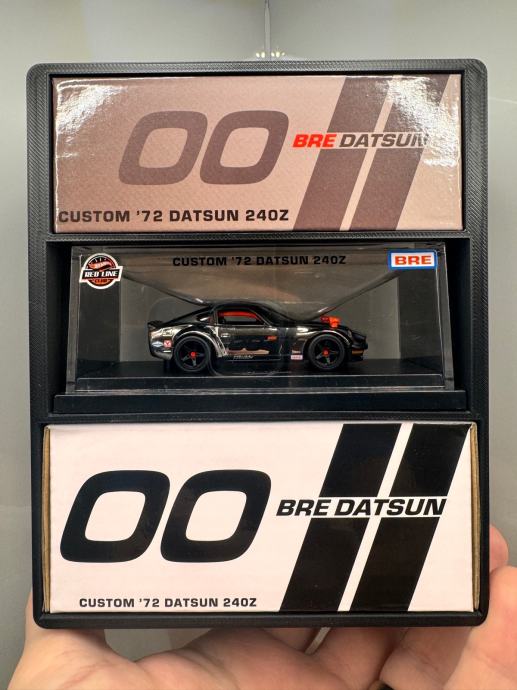 00
BRE DATSUN
CUSTOM '72 DATSUN 240Z
CUSTOM '72 DATSUN 240Z
BRE
RED LINE
CLUB
00
BRE DATSUN
CUSTOM '72 DATSUN 240Z